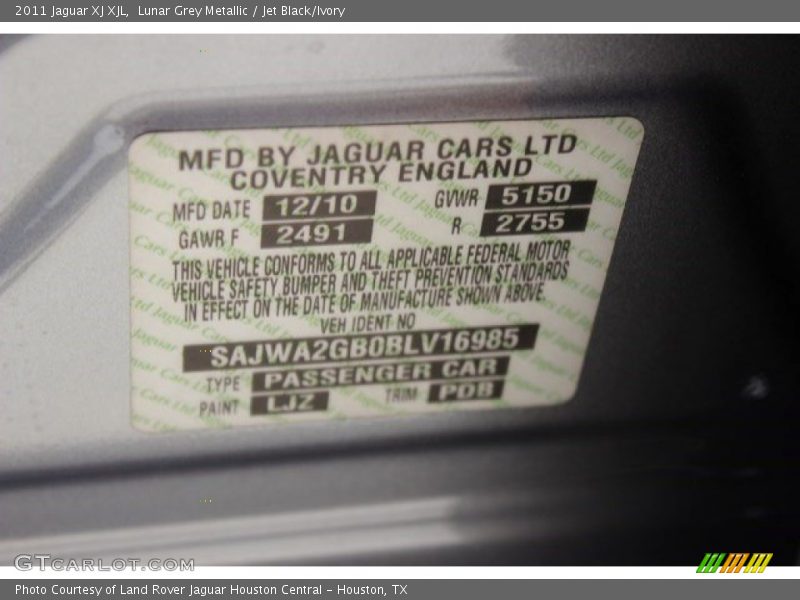 2011 Jaguar XJ XJL,  Lunar Grey Metallic / Jet Black/Ivory
MFD BY JAGUAR CARS LTD
COVENTRY ENGLAND
MFD DATE 12/10 GVWR 5150
GAWR F 2491 R 2755
THIS VEHICLE CONFORMS TO ALL APPLICABLE FEDERAL MOTOR
VEHICLE SAFETY BUMPER AND THEFT PREVENTION STANDARDS
IN EFFECT ON THE DATE OF MANUFACTURE SHOWN ABOVE.
VEH IDENT NO
SAJWA2GB0BLV16985
TYPE PASSENGER CAR
PAINT LJZ TRIM PDB
GTCARLOT.COM
Photo Courtesy of Land Rover Jaguar Houston Central – Houston, TX